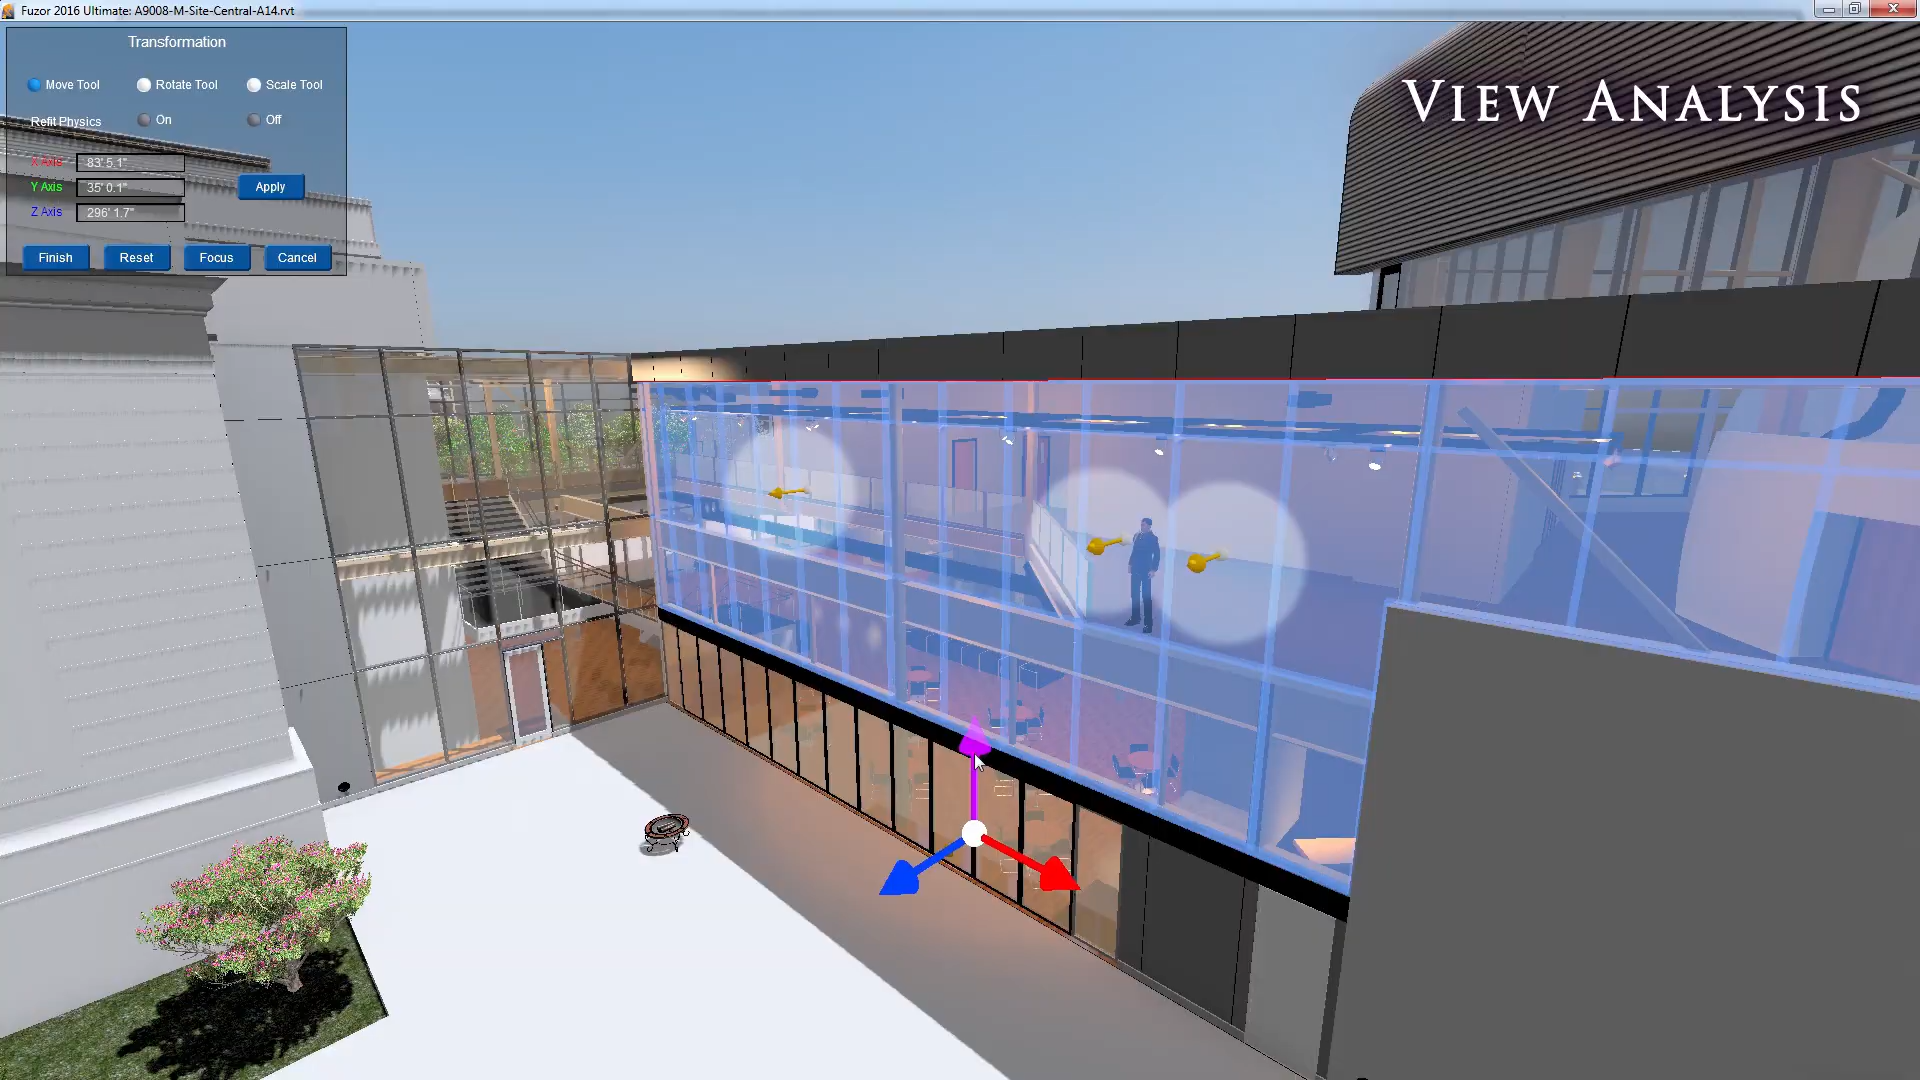 Fuzor 2016 Ultimate: A9008-M-Site-Central-A14.rvt
Transformation
Move Tool Rotate Tool Scale Tool
Refit Physics On Off
X Axis 83' 5.1"
Y Axis 35' 0.1" Apply
Z Axis 296' 1.7"
Finish Reset Focus Cancel
VIEW ANALYSIS